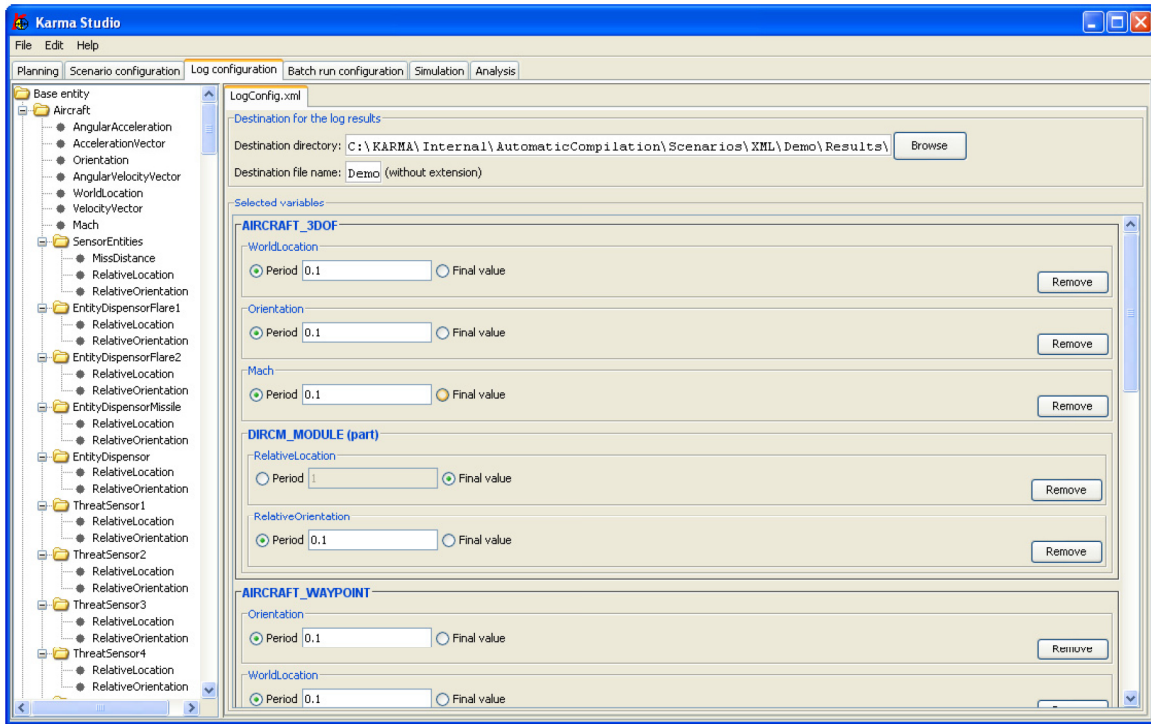 Karma Studio
File Edit Help
Planning Scenario configuration Log configuration Batch run configuration Simulation Analysis
Base entity
Aircraft
AngularAcceleration
AccelerationVector
Orientation
AngularVelocityVector
WorldLocation
VelocityVector
Mach
SensorEntities
MissDistance
RelativeLocation
RelativeOrientation
EntityDispensorFlare1
RelativeLocation
RelativeOrientation
EntityDispensorFlare2
RelativeLocation
RelativeOrientation
EntityDispensorMissile
RelativeLocation
RelativeOrientation
EntityDispensor
RelativeLocation
RelativeOrientation
ThreatSensor1
RelativeLocation
RelativeOrientation
ThreatSensor2
RelativeLocation
RelativeOrientation
ThreatSensor3
RelativeLocation
RelativeOrientation
ThreatSensor4
RelativeLocation
RelativeOrientation
LogConfig.xml
Destination for the log results
Destination directory: C:\KARMA\Internal\AutomaticCompilation\Scenarios\XML\Demo\Results\ Browse
Destination file name: Demo (without extension)
Selected variables
AIRCRAFT_3DOF
WorldLocation
Period 0.1 Final value
Remove
Orientation
Period 0.1 Final value
Remove
Mach
Period 0.1 Final value
Remove
DIRCM_MODULE (part)
RelativeLocation
Period 1 Final value
Remove
RelativeOrientation
Period 0.1 Final value
Remove
AIRCRAFT_WAYPOINT
Orientation
Period 0.1 Final value
Remove
WorldLocation
Period 0.1 Final value